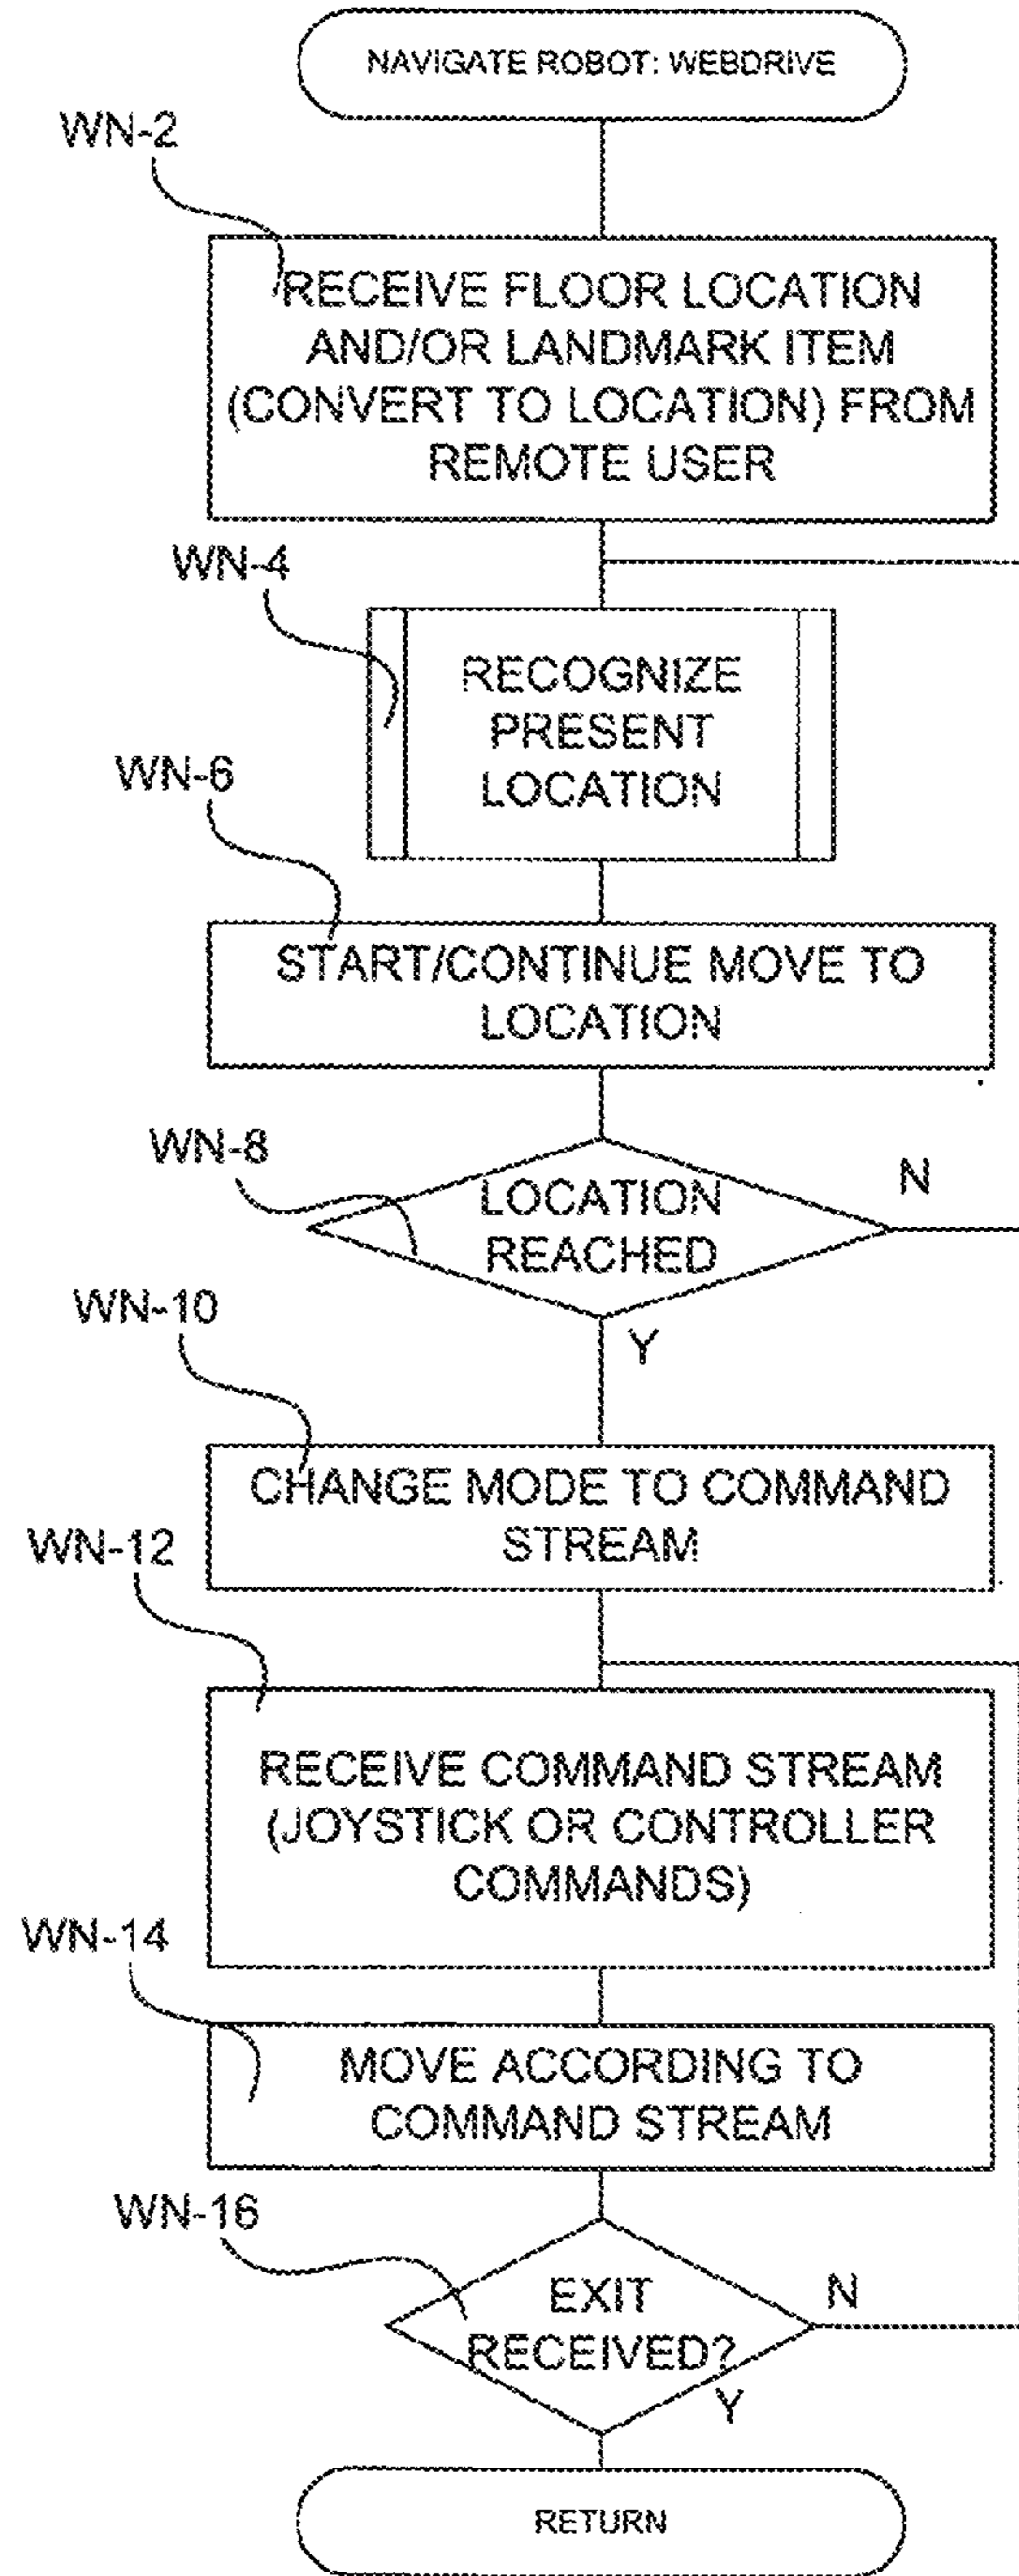 NAVIGATE ROBOT: WEBDRIVE
WN-2
RECEIVE FLOOR LOCATION
AND/OR LANDMARK ITEM
(CONVERT TO LOCATION) FROM
REMOTE USER
WN-4
RECOGNIZE
PRESENT
LOCATION
WN-6
START/CONTINUE MOVE TO
LOCATION
WN-8
LOCATION
REACHED
N
Y
WN-10
CHANGE MODE TO COMMAND
STREAM
WN-12
RECEIVE COMMAND STREAM
(JOYSTICK OR CONTROLLER
COMMANDS)
WN-14
MOVE ACCORDING TO
COMMAND STREAM
WN-16
EXIT
RECEIVED?
N
Y
RETURN